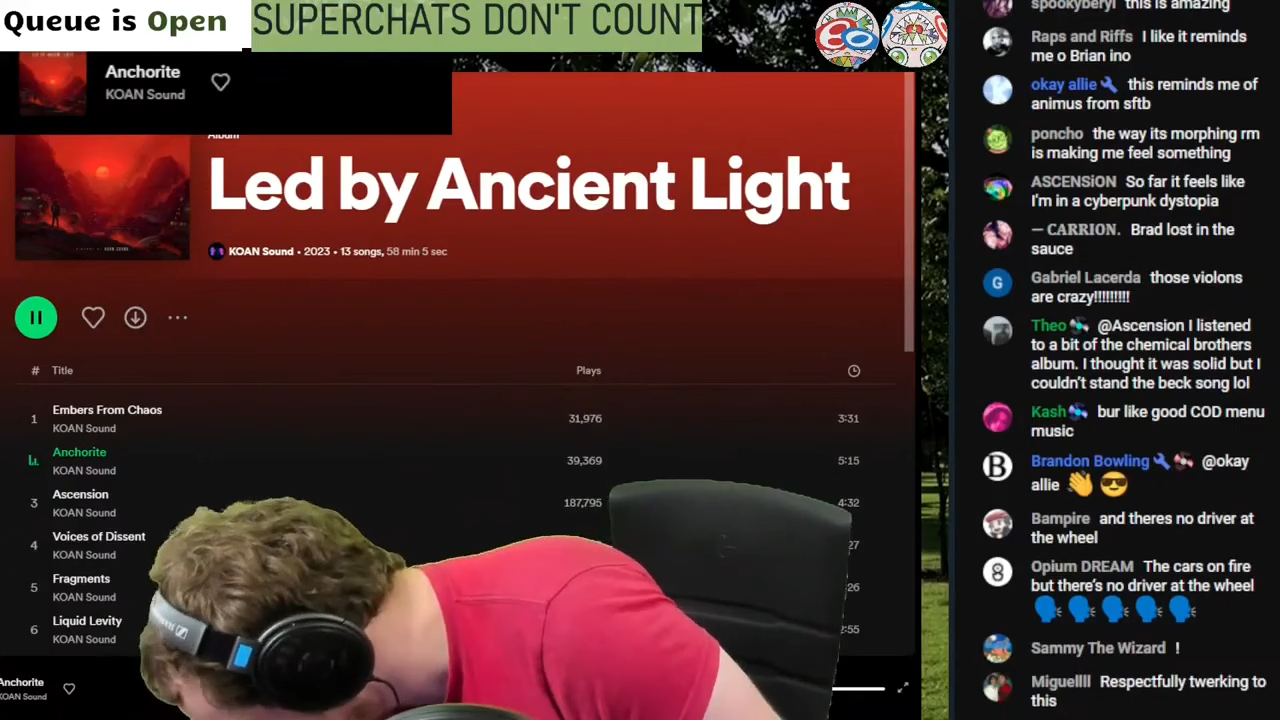 Queue is Open
SUPERCHATS DON'T COUNT
Anchorite
KOAN Sound
Album
Led by Ancient Light
KOAN Sound • 2023 • 13 songs, 58 min 5 sec
# Title Plays
1 Embers From Chaos 31,976 3:31
KOAN Sound
Anchorite 39,369 5:15
KOAN Sound
3 Ascension 187,795 4:32
KOAN Sound
4 Voices of Dissent :27
KOAN Sound
5 Fragments :26
KOAN Sound
6 Liquid Levity 2:55
KOAN Sound
Anchorite
KOAN Sound
spookyberyl this is amazing
Raps and Riffs I like it reminds
me o Brian ino
okay allie this reminds me of
animus from sftb
poncho the way its morphing rm
is making me feel something
ASCENSiON So far it feels like
I'm in a cyberpunk dystopia
— CARRION. Brad lost in the
sauce
Gabriel Lacerda those violons
are crazy!!!!!!!!!
Theo @Ascension I listened
to a bit of the chemical brothers
album. I thought it was solid but I
couldn't stand the beck song lol
Kash bur like good COD menu
music
B Brandon Bowling @okay
allie 👋 😎
Bampire and theres no driver at
the wheel
Opium DREAM The cars on fire
but there's no driver at the wheel
🗣️🗣️🗣️🗣️🗣️
Sammy The Wizard !
Miguellll Respectfully twerking to
this